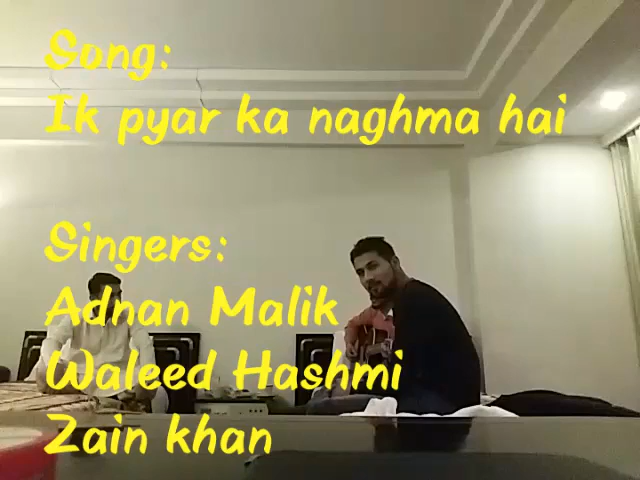 Song:
Ik pyar ka naghma hai
Singers:
Adnan Malik
Waleed Hashmi
Zain khan